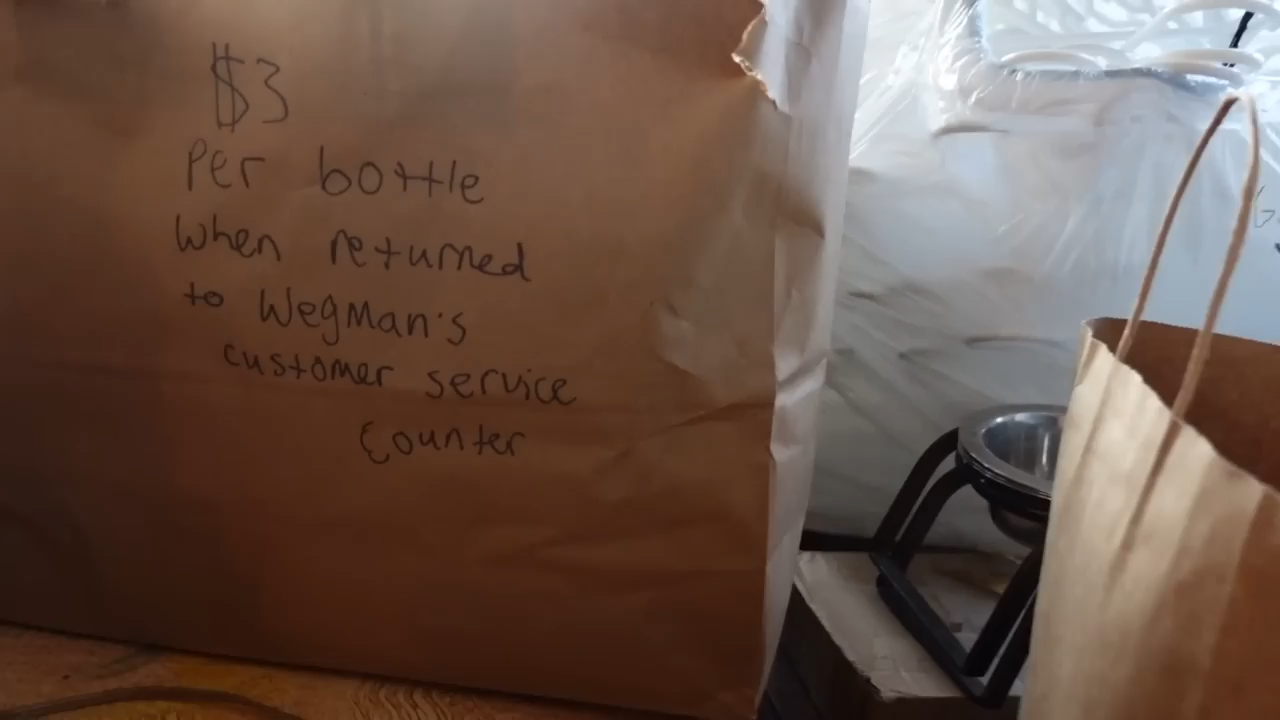 $3
Per bottle
when returned
to Wegman's
customer service
counter